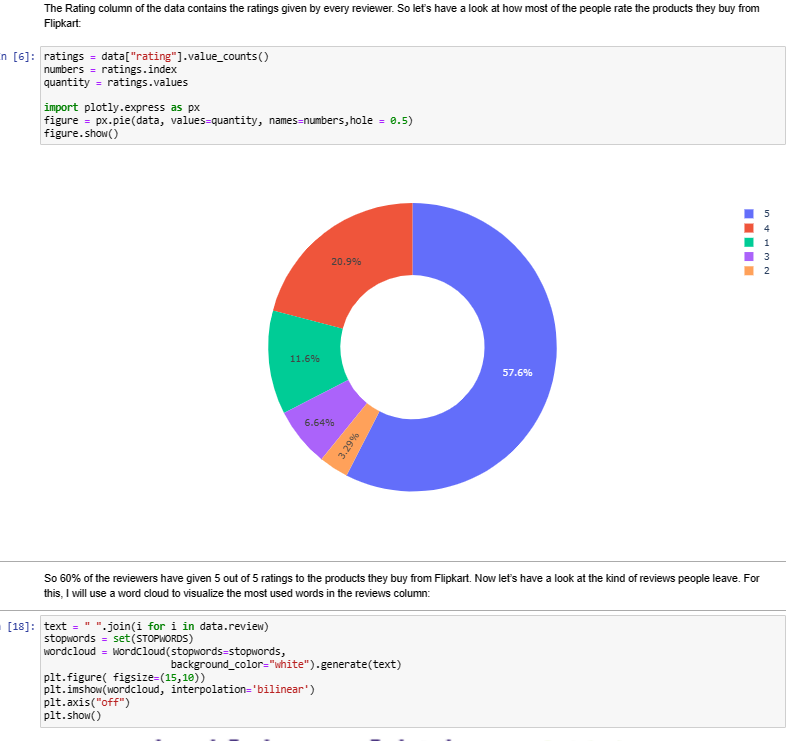 The Rating column of the data contains the ratings given by every reviewer. So let's have a look at how most of the people rate the products they buy from
Flipkart:
n [6]: ratings = data["rating"].value_counts()
numbers = ratings.index
quantity = ratings.values
import plotly.express as px
figure = px.pie(data, values=quantity, names=numbers,hole = 0.5)
figure.show()
5
4
1
3
2
20.9%
11.6%
57.6%
6.64%
3.29%
So 60% of the reviewers have given 5 out of 5 ratings to the products they buy from Flipkart. Now let's have a look at the kind of reviews people leave. For
this, I will use a word cloud to visualize the most used words in the reviews column:
[18]: text = " ".join(i for i in data.review)
stopwords = set(STOPWORDS)
wordcloud = WordCloud(stopwords=stopwords,
background_color="white").generate(text)
plt.figure( figsize=(15,10))
plt.imshow(wordcloud, interpolation='bilinear')
plt.axis("off")
plt.show()